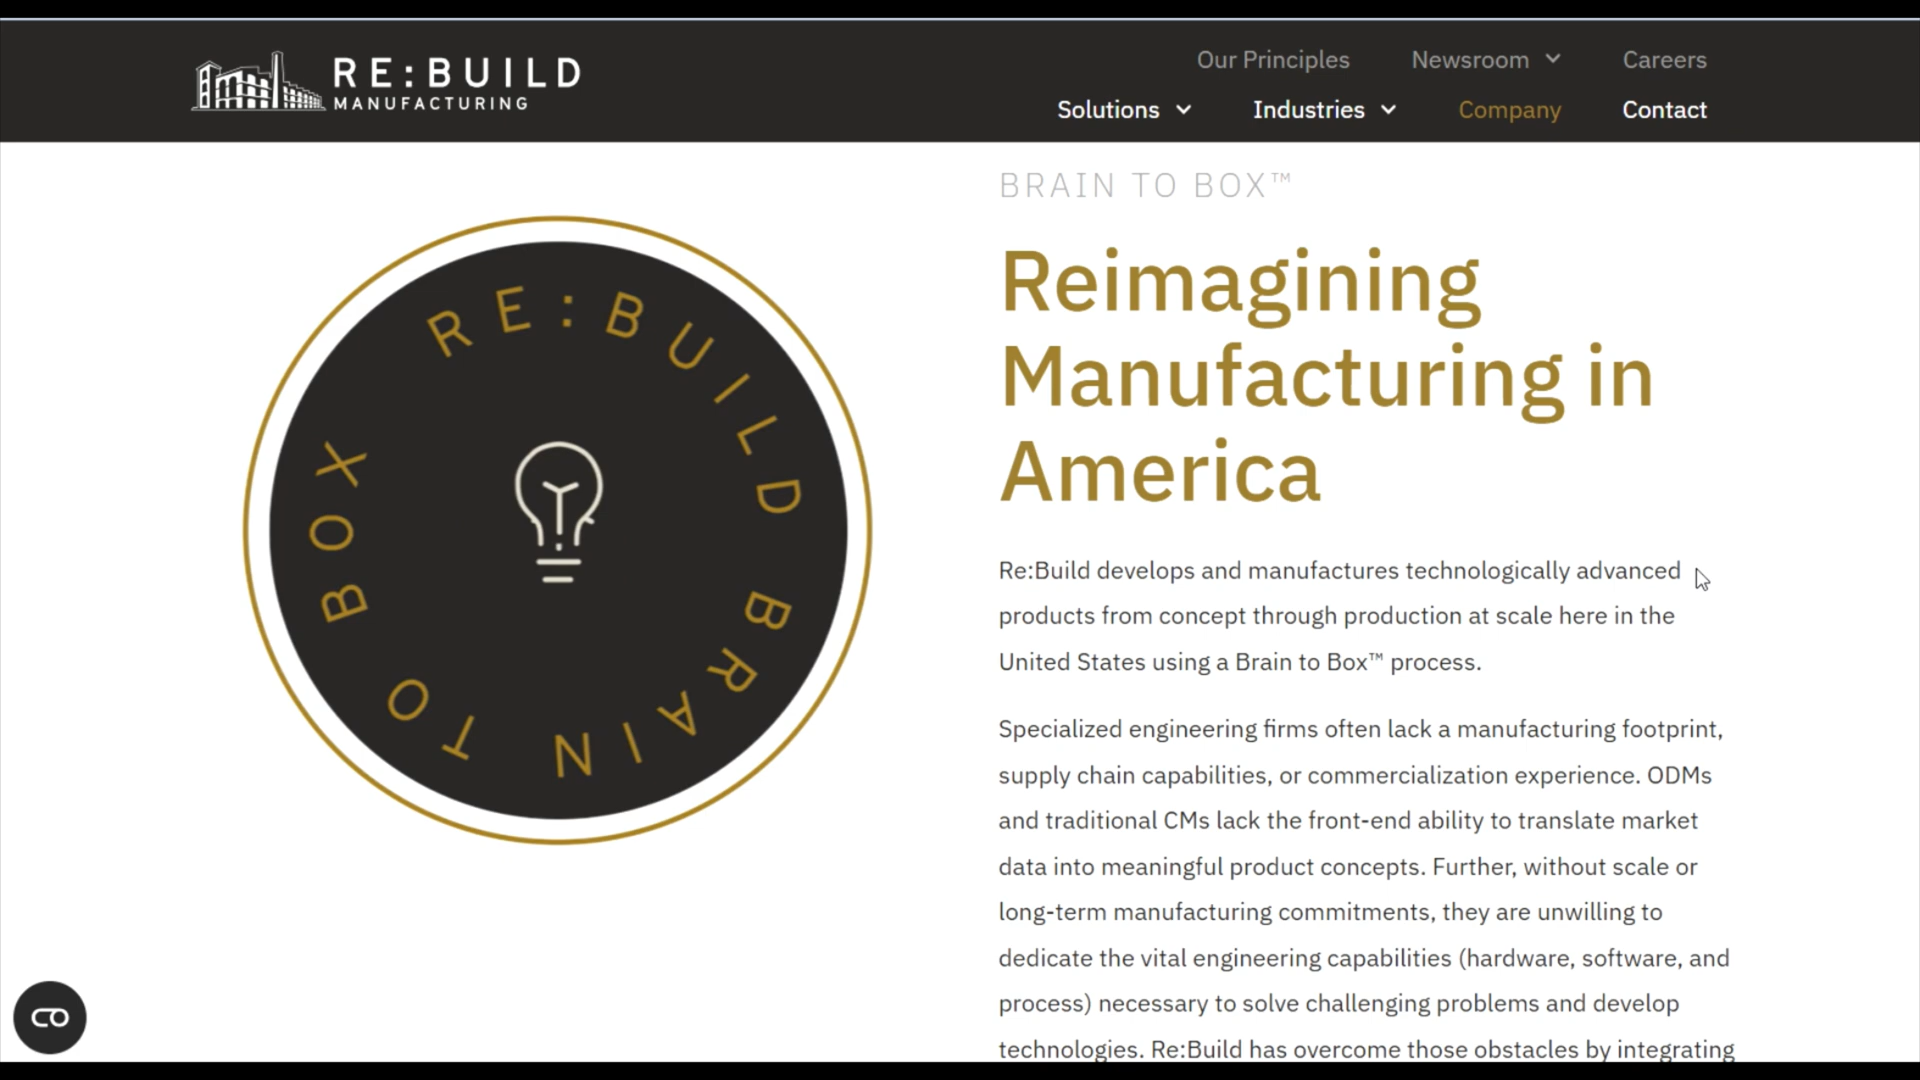 RE:BUILD
MANUFACTURING
Our Principles
Newsroom
Careers
Solutions
Industries
Company
Contact
RE:BUILD BRAIN TO BOX
BRAIN TO BOX™
Reimagining
Manufacturing in
America
Re:Build develops and manufactures technologically advanced
products from concept through production at scale here in the
United States using a Brain to Box™ process.
Specialized engineering firms often lack a manufacturing footprint,
supply chain capabilities, or commercialization experience. ODMs
and traditional CMs lack the front-end ability to translate market
data into meaningful product concepts. Further, without scale or
long-term manufacturing commitments, they are unwilling to
dedicate the vital engineering capabilities (hardware, software, and
process) necessary to solve challenging problems and develop
technologies. Re:Build has overcome those obstacles by integrating